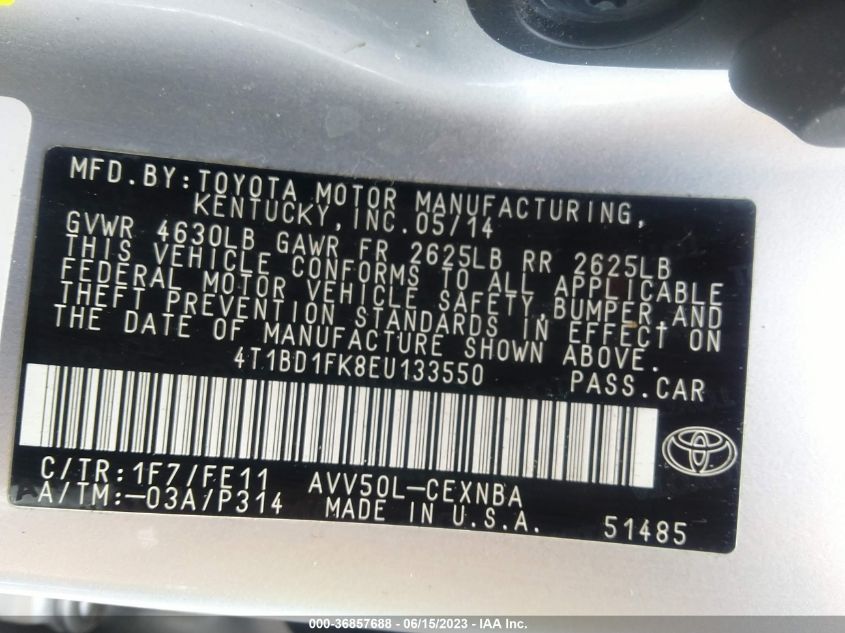 MFD.BY:TOYOTA MOTOR MANUFACTURING,
KENTUCKY,INC.05/14
GVWR 4630LB GAWR FR 2625LB RR 2625LB
THIS VEHICLE CONFORMS TO ALL APPLICABLE
FEDERAL MOTOR VEHICLE SAFETY,BUMPER,AND
THEFT PREVENTION STANDARDS IN EFFECT ON
THE DATE OF MANUFACTURE SHOWN ABOVE.
4T1BD1FK8EU133550 PASS.CAR
C/TR:1F7/FE11 AVV50L-CEXNBA
A/TM:-03A/P314 MADE IN U.S.A. 51485
000-36857688 - 06/15/2023 - IAA Inc.